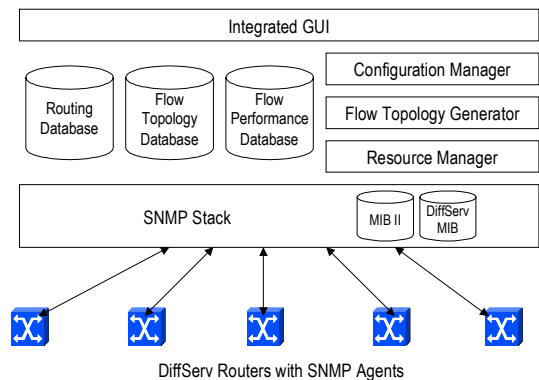 Integrated GUI
Routing
Database
Flow
Topology
Database
Flow
Performance
Database
Configuration Manager
Flow Topology Generator
Resource Manager
SNMP Stack
MIB II
DiffServ
MIB
DiffServ Routers with SNMP Agents